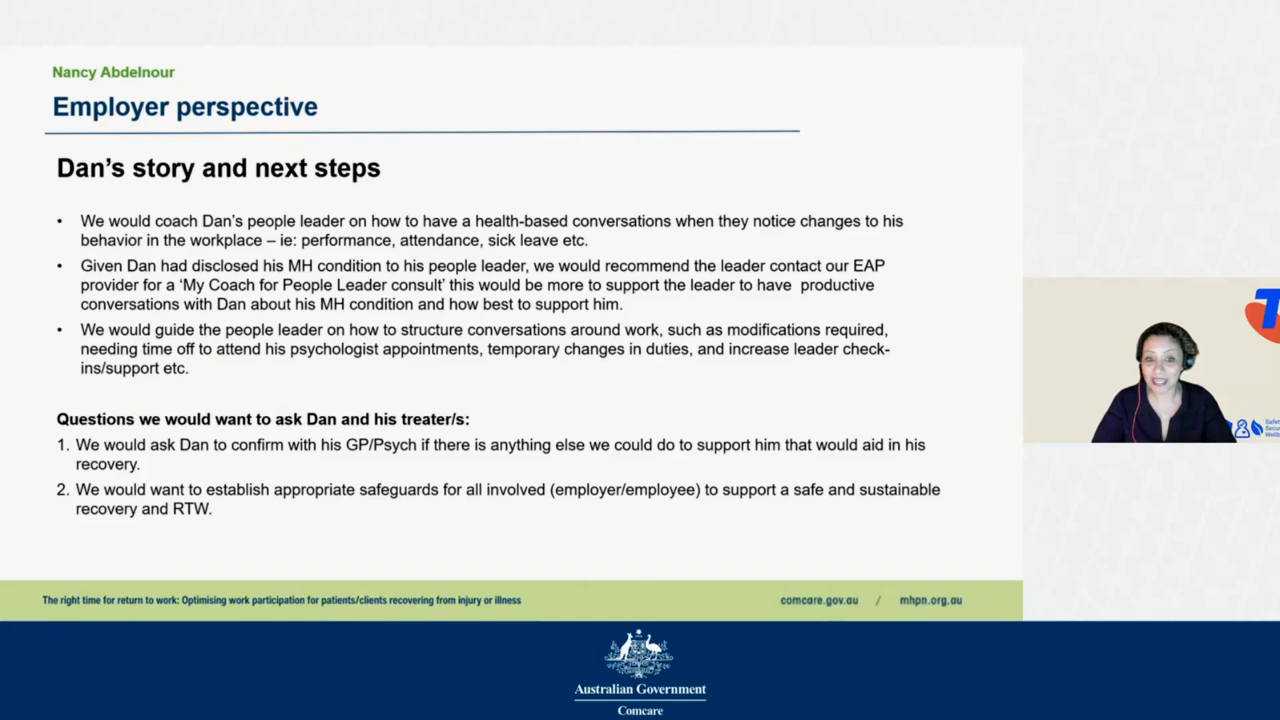 Nancy Abdelnour
Employer perspective
Dan's story and next steps
• We would coach Dan's people leader on how to have a health-based conversations when they notice changes to his
behavior in the workplace – ie: performance, attendance, sick leave etc.
• Given Dan had disclosed his MH condition to his people leader, we would recommend the leader contact our EAP
provider for a 'My Coach for People Leader consult' this would be more to support the leader to have productive
conversations with Dan about his MH condition and how best to support him.
• We would guide the people leader on how to structure conversations around work, such as modifications required,
needing time off to attend his psychologist appointments, temporary changes in duties, and increase leader check-
ins/support etc.
Questions we would want to ask Dan and his treater/s:
1. We would ask Dan to confirm with his GP/Psych if there is anything else we could do to support him that would aid in his
recovery.
2. We would want to establish appropriate safeguards for all involved (employer/employee) to support a safe and sustainable
recovery and RTW.
The right time for return to work: Optimising work participation for patients/clients recovering from injury or illness
comcare.gov.au / mhpn.org.au
Australian Government
Comcare